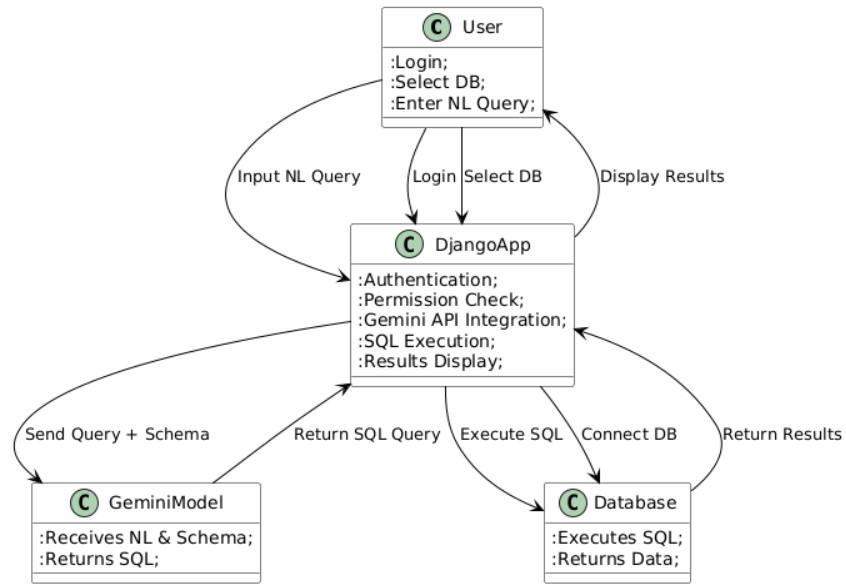 C User
:Login;
:Select DB;
:Enter NL Query;
Input NL Query
Login
Select DB
Display Results
C DjangoApp
:Authentication;
:Permission Check;
:Gemini API Integration;
:SQL Execution;
:Results Display;
Send Query + Schema
Return SQL Query
Execute SQL
Connect DB
Return Results
C GeminiModel
:Receives NL & Schema;
:Returns SQL;
C Database
:Executes SQL;
:Returns Data;